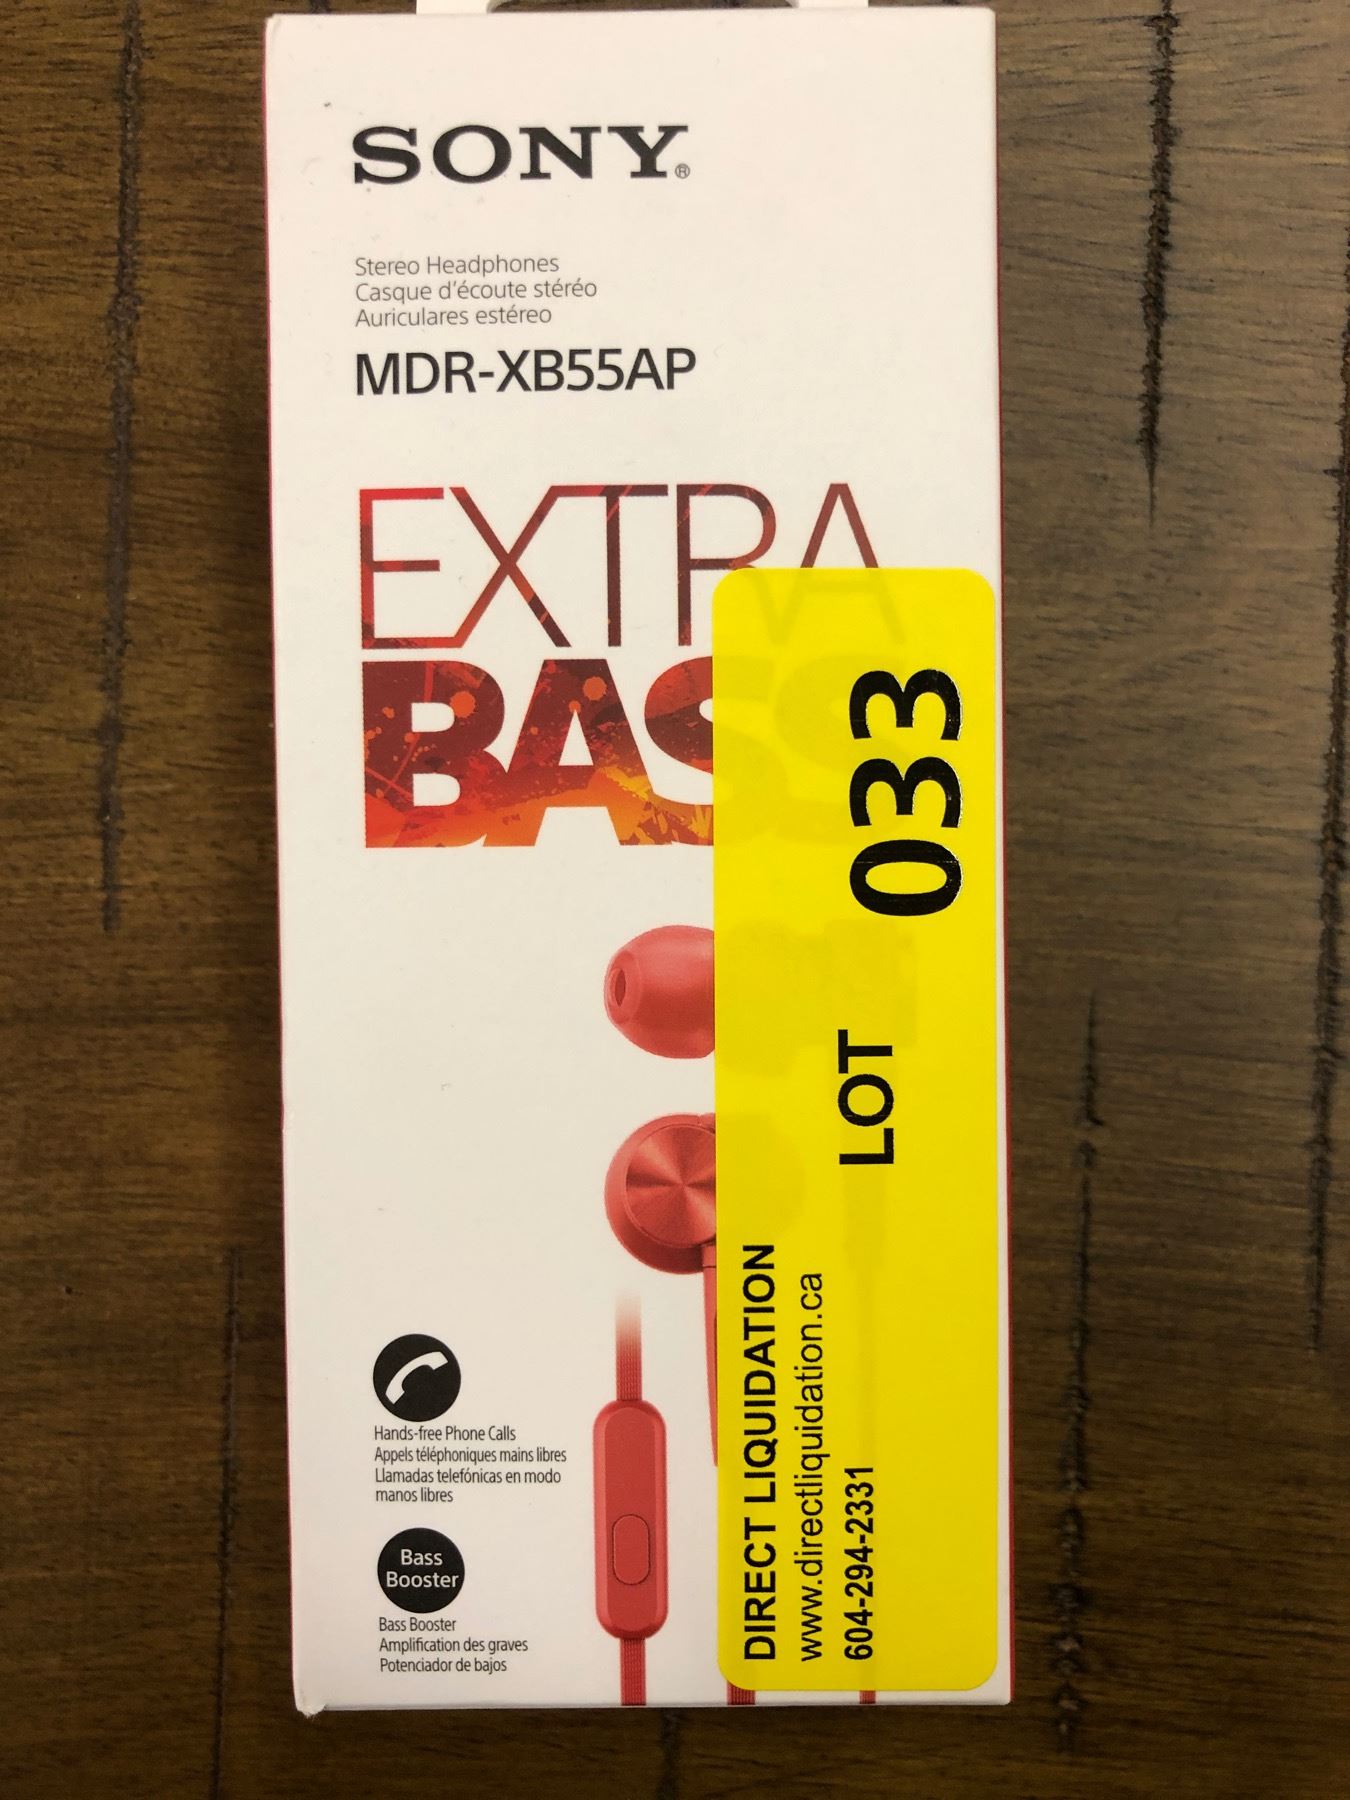 SONY®
Stereo Headphones
Casque d'écoute stéréo
Auriculares estéreo
MDR-XB55AP
EXTRA
BASS
Hands-free Phone Calls
Appels téléphoniques mains libres
Llamadas telefónicas en modo
manos libres
Bass
Booster
Bass Booster
Amplification des graves
Potenciador de bajos
DIRECT LIQUIDATION
www.directliquidation.ca
604-294-2331
LOT 033